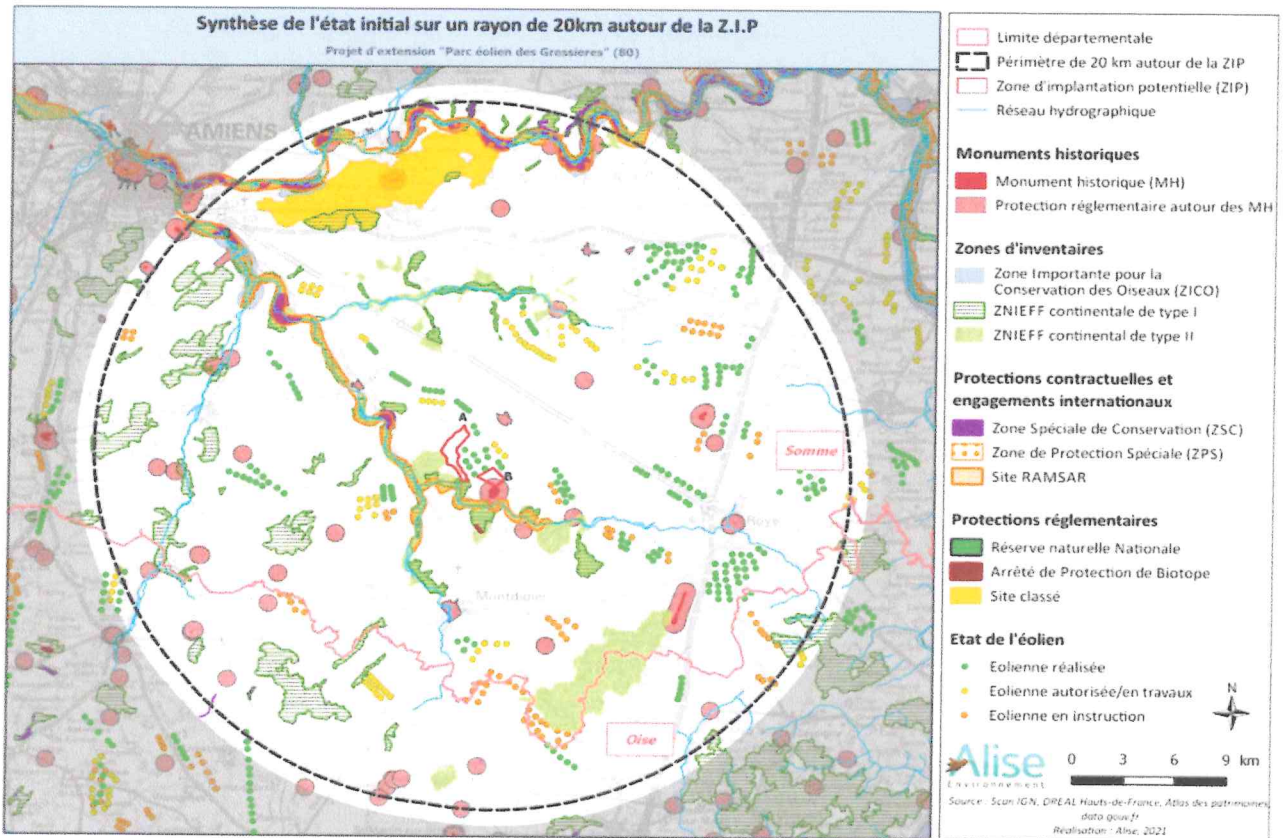 Synthèse de l'état initial sur un rayon de 20km autour de la Z.I.P
Projet d'extension "Parc éolien des Grossières" (80)
AMIENS
A
B
Somme
Roye
Montdidier
Oise
Limite départementale
Périmètre de 20 km autour de la ZIP
Zone d'implantation potentielle (ZIP)
Réseau hydrographique
Monuments historiques
Monument historique (MH)
Protection réglementaire autour des MH
Zones d'inventaires
Zone Importante pour la
Conservation des Oiseaux (ZICO)
ZNIEFF continentale de type I
ZNIEFF continental de type II
Protections contractuelles et
engagements internationaux
Zone Spéciale de Conservation (ZSC)
Zone de Protection Spéciale (ZPS)
Site RAMSAR
Protections réglementaires
Réserve naturelle Nationale
Arrêté de Protection de Biotope
Site classé
Etat de l'éolien
Eolienne réalisée
Eolienne autorisée/en travaux
Eolienne en instruction
N
Alise
Environnement
0 3 6 9 km
Source : Scan IGN, DREAL Hauts-de-France, Atlas des patrimoines,
data.gouv.fr
Réalisation : Alise, 2021